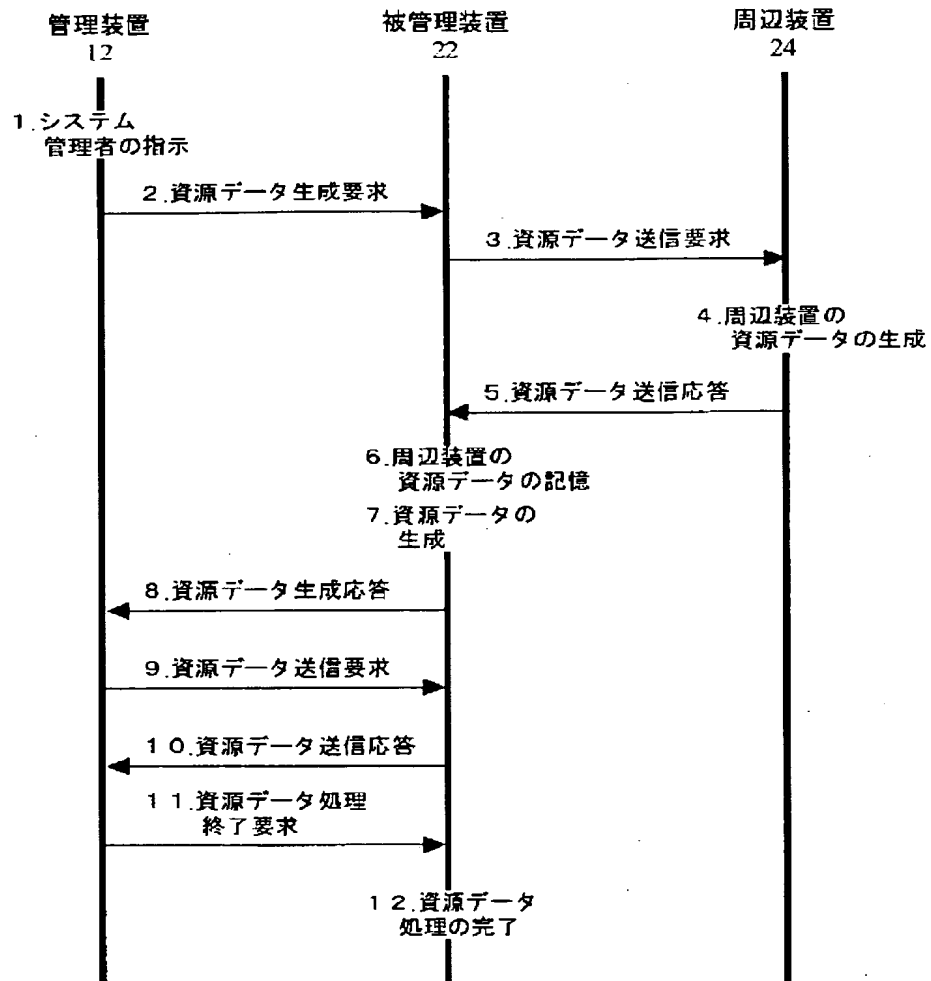 管理装置
12
被管理装置
22
周辺装置
24
1.システム
管理者の指示
2.資源データ生成要求
3.資源データ送信要求
4.周辺装置の
資源データの生成
5.資源データ送信応答
6.周辺装置の
資源データの記憶
7.資源データの
生成
8.資源データ生成応答
9.資源データ送信要求
10.資源データ送信応答
11.資源データ処理
終了要求
12.資源データ
処理の完了